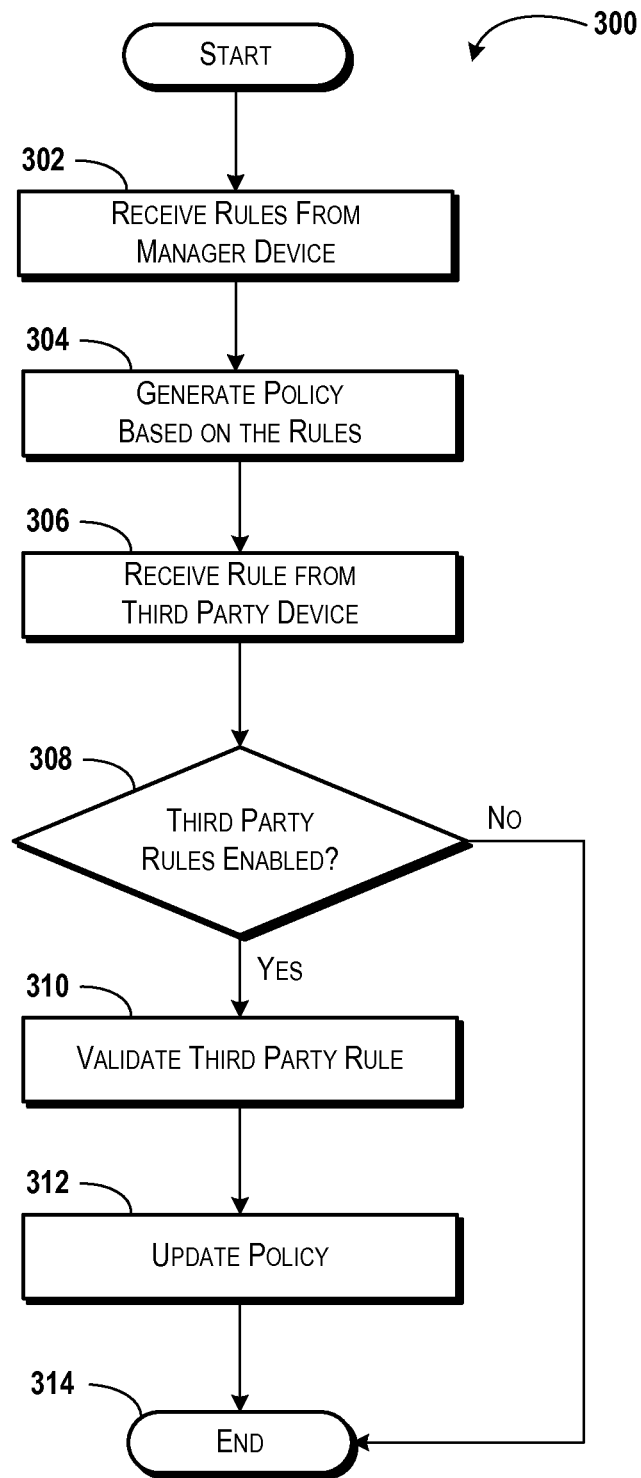 300
START
302
RECEIVE RULES FROM
MANAGER DEVICE
304
GENERATE POLICY
BASED ON THE RULES
306
RECEIVE RULE FROM
THIRD PARTY DEVICE
308
THIRD PARTY
RULES ENABLED?
NO
YES
310
VALIDATE THIRD PARTY RULE
312
UPDATE POLICY
314
END